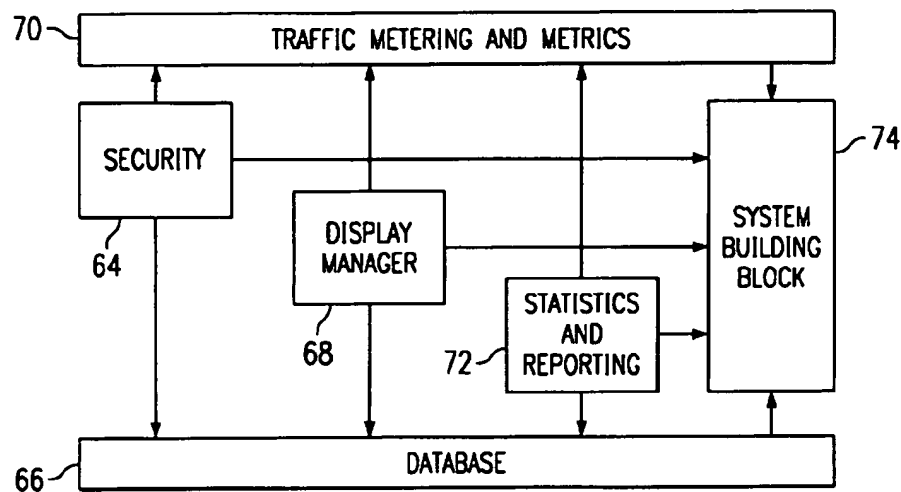 70
TRAFFIC METERING AND METRICS
SECURITY
64
DISPLAY
MANAGER
68
STATISTICS
AND
REPORTING
72
SYSTEM
BUILDING
BLOCK
74
DATABASE
66